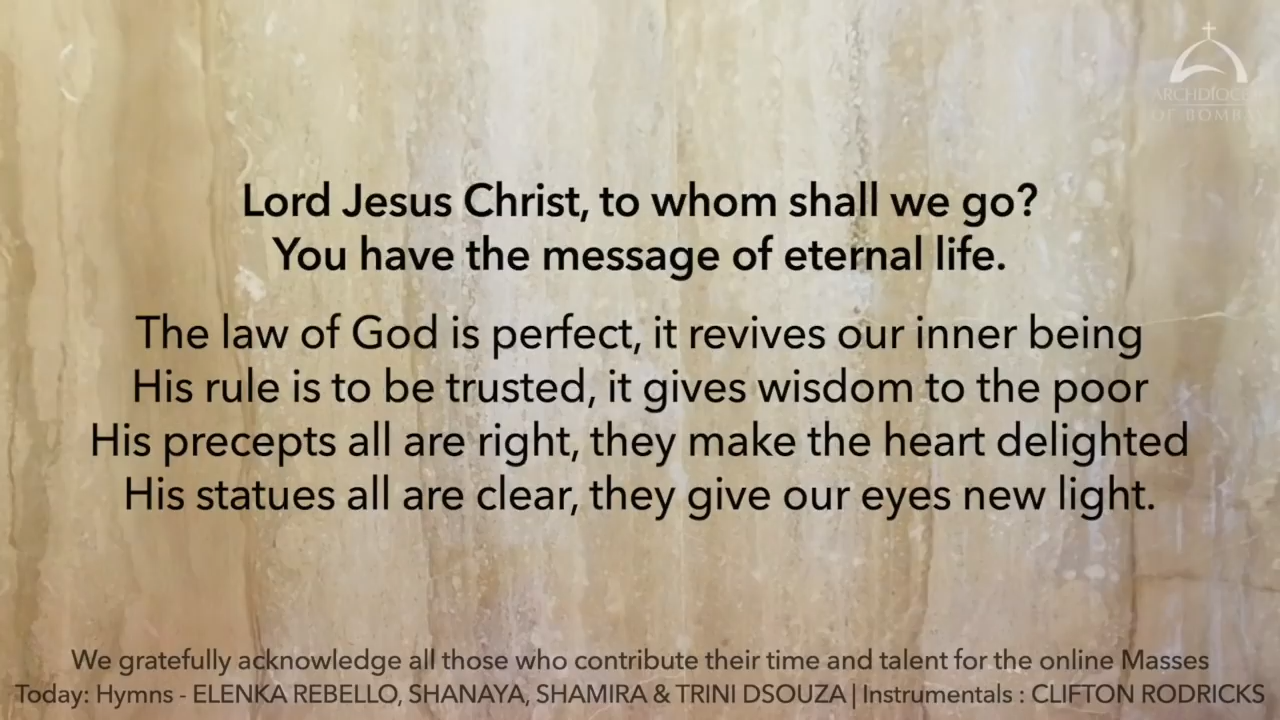 ARCHDIOCESE
OF BOMBAY
Lord Jesus Christ, to whom shall we go?
You have the message of eternal life.
The law of God is perfect, it revives our inner being
His rule is to be trusted, it gives wisdom to the poor
His precepts all are right, they make the heart delighted
His statues all are clear, they give our eyes new light.
We gratefully acknowledge all those who contribute their time and talent for the online Masses
Today: Hymns - ELENKA REBELLO, SHANAYA, SHAMIRA & TRINI DSOUZA | Instrumentals : CLIFTON RODRICKS